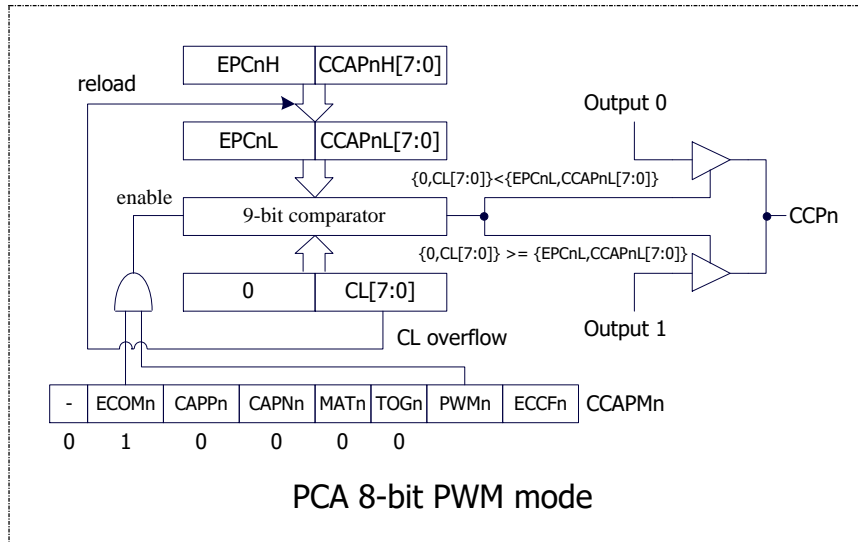 EPCnH CCAPnH[7:0]
reload
Output 0
EPCnL CCAPnL[7:0]
{0,CL[7:0]}<{EPCnL,CCAPnL[7:0]}
enable
9-bit comparator
CCPn
{0,CL[7:0]} >= {EPCnL,CCAPnL[7:0]}
0 CL[7:0]
Output 1
CL overflow
- ECOMn CAPPn CAPNn MATn TOGn PWMn ECCFn CCAPMn
0 1 0 0 0 0
PCA 8-bit PWM mode